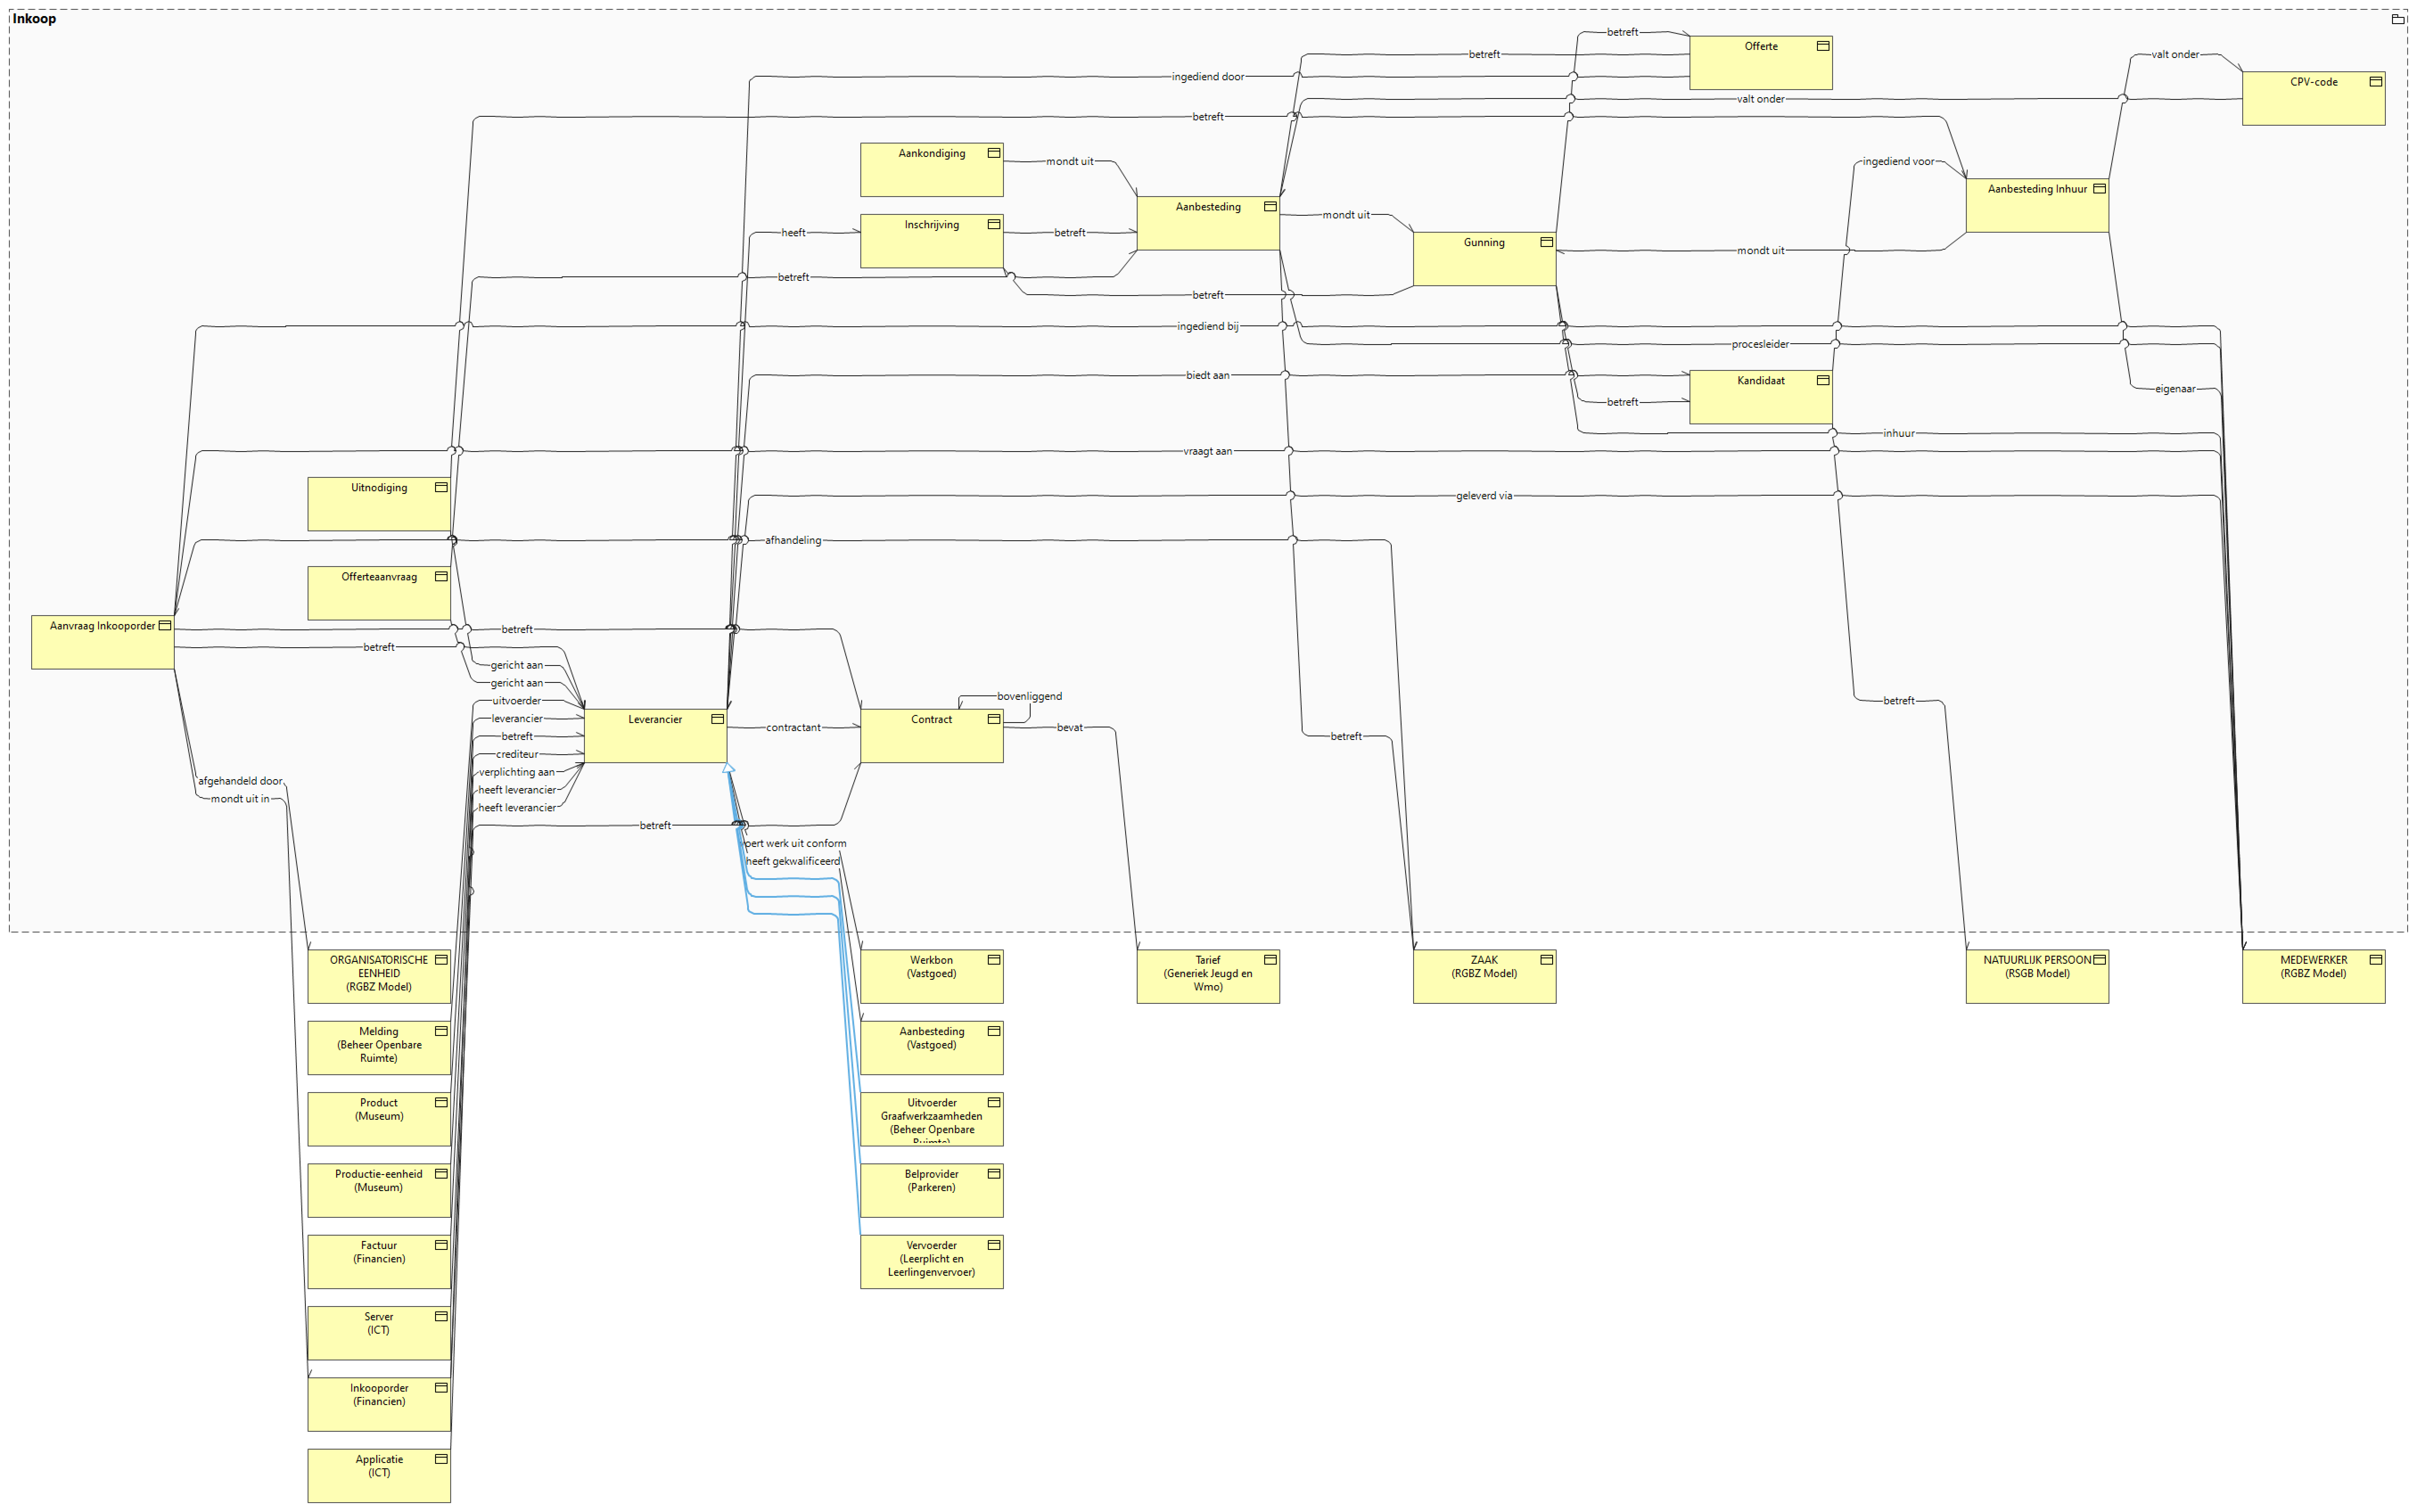 Inkoop
betreft
Offerte
betreft
valt onder
ingediend door
CPV-code
valt onder
betreft
Aankondiging
mondt uit
ingediend voor
Aanbesteding Inhuur
Aanbesteding
mondt uit
Inschrijving
heeft
betreft
Gunning
mondt uit
betreft
betreft
ingediend bij
procesleider
biedt aan
Kandidaat
eigenaar
betreft
inhuur
vraagt aan
Uitnodiging
geleverd via
afhandeling
Offerteaanvraag
Aanvraag Inkooporder
betreft
betreft
gericht aan
gericht aan
uitvoerder
bovenliggend
betreft
leverancier
Leverancier
contractant
Contract
bevat
betreft
betreft
crediteur
verplichting aan
afgehandeld door
heeft leverancier
mondt uit in
heeft leverancier
betreft
voert werk uit conform
heeft gekwalificeerd
ORGANISATORISCHE
EENHEID
(RGBZ Model)
Werkbon
(Vastgoed)
Tarief
(Generiek Jeugd en
Wmo)
ZAAK
(RGBZ Model)
NATUURLIJK PERSOON
(RSGB Model)
MEDEWERKER
(RGBZ Model)
Melding
(Beheer Openbare
Ruimte)
Aanbesteding
(Vastgoed)
Product
(Museum)
Uitvoerder
Graafwerkzaamheden
(Beheer Openbare
Ruimte)
Productie-eenheid
(Museum)
Belprovider
(Parkeren)
Factuur
(Financien)
Vervoerder
(Leerplicht en
Leerlingenvervoer)
Server
(ICT)
Inkooporder
(Financien)
Applicatie
(ICT)